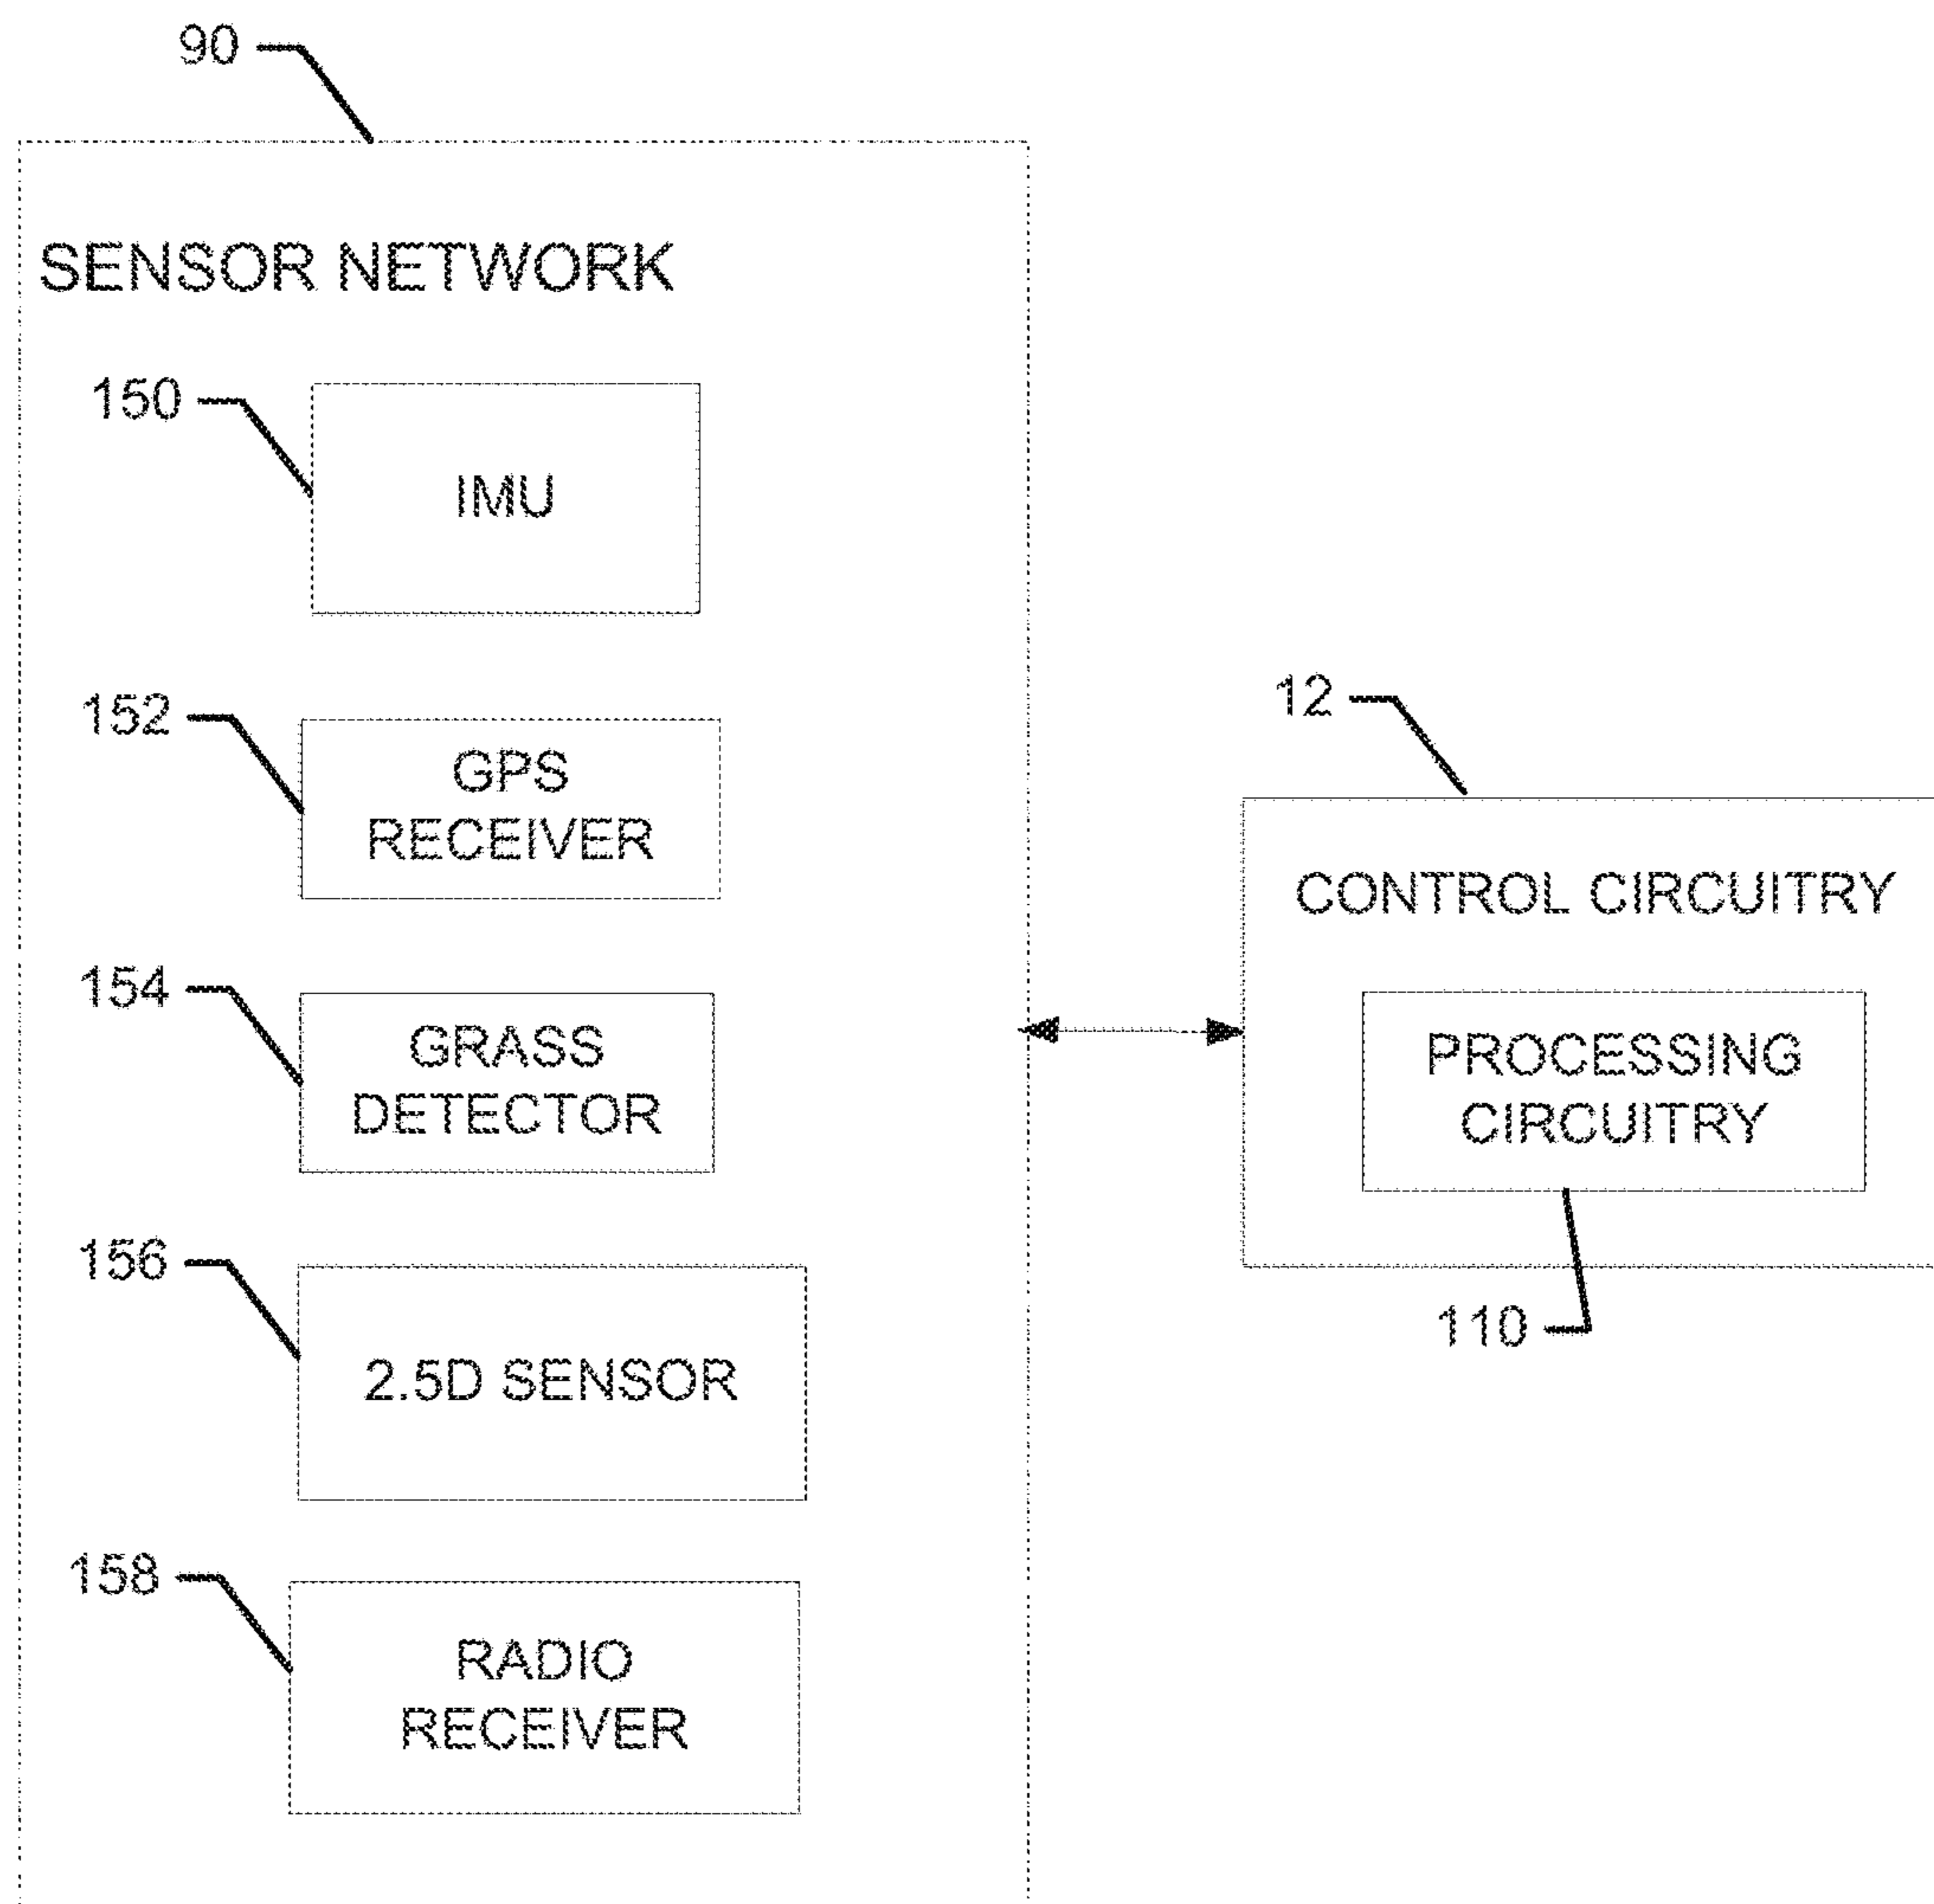 90
SENSOR NETWORK
150
IMU
152
GPS
RECEIVER
154
GRASS
DETECTOR
156
2.5D SENSOR
158
RADIO
RECEIVER
12
CONTROL CIRCUITRY
PROCESSING
CIRCUITRY
110